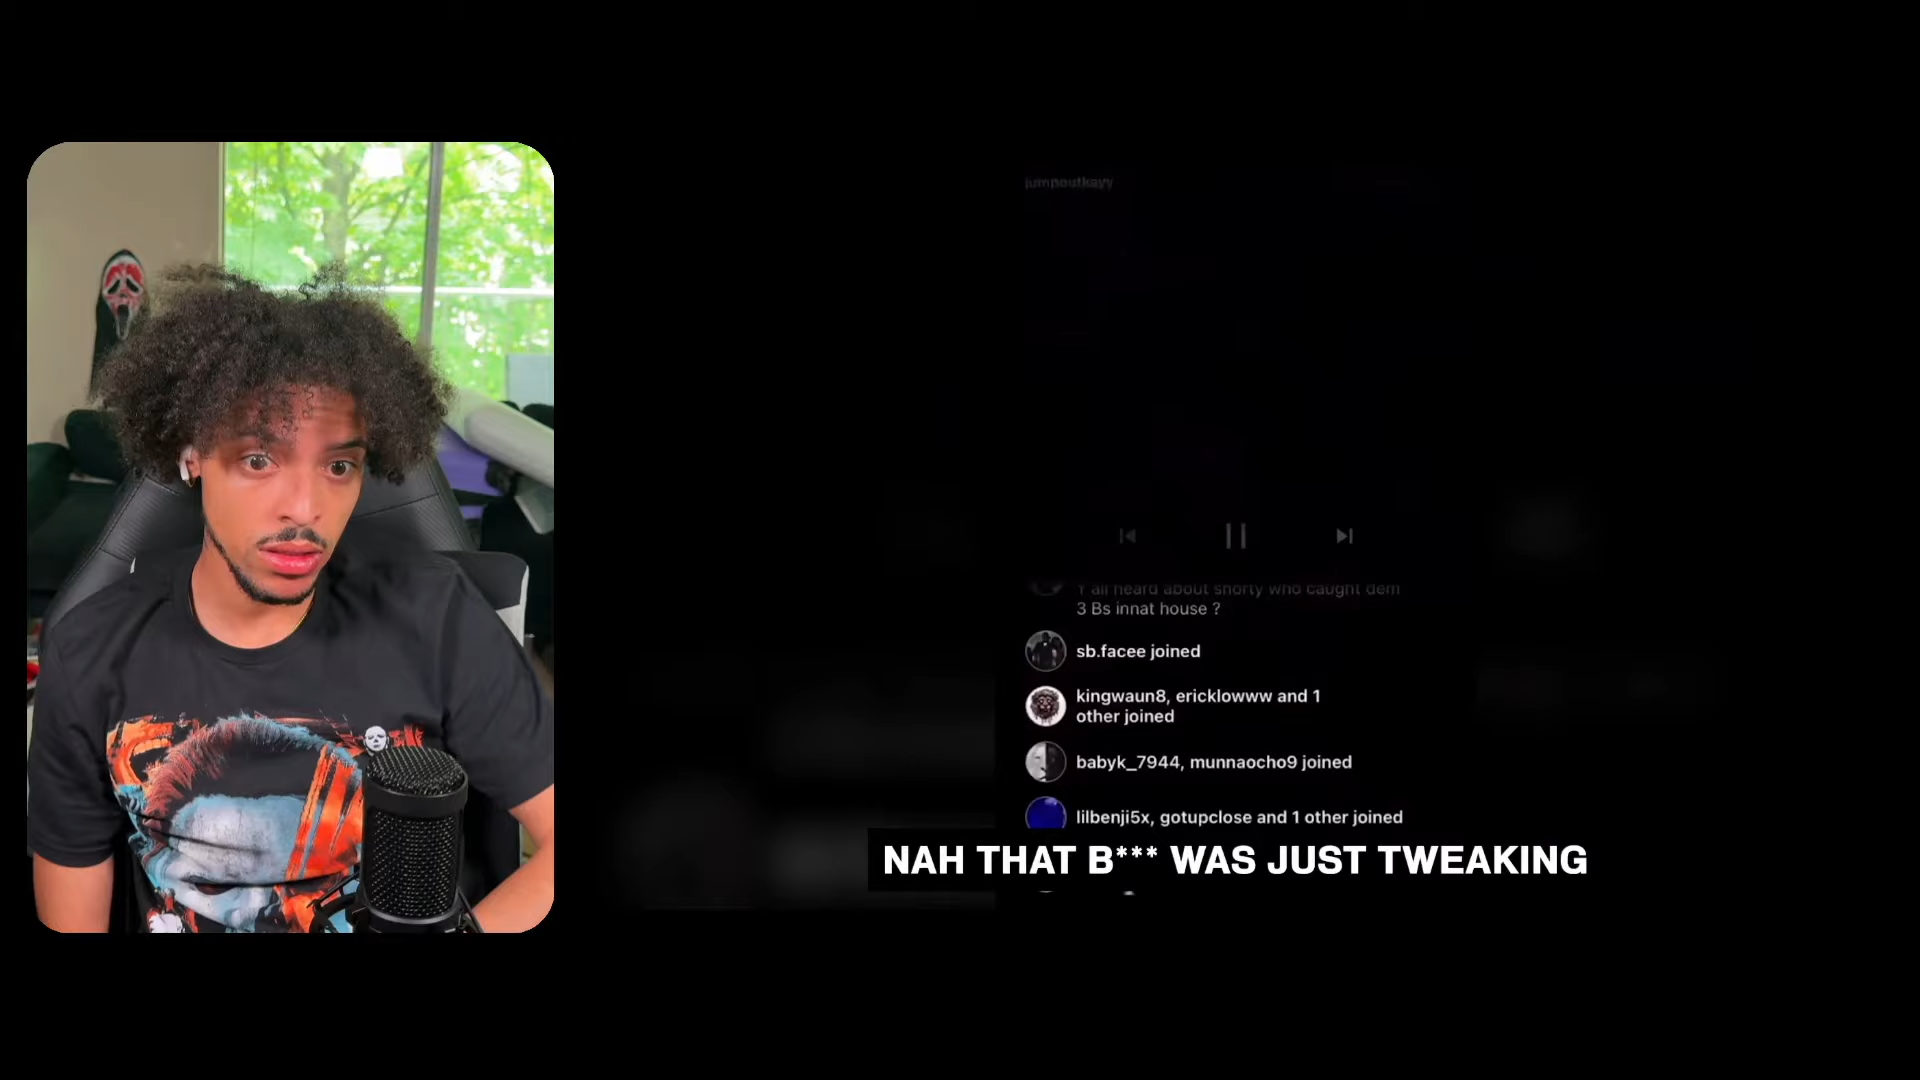 jumpoutkayy
Y'all heard about shorty who caught dem
3 Bs innat house ?
sb.facee joined
kingwaun8, ericklowww and 1
other joined
babyk_7944, munnaocho9 joined
lilbenji5x, gotupclose and 1 other joined
NAH THAT B*** WAS JUST TWEAKING